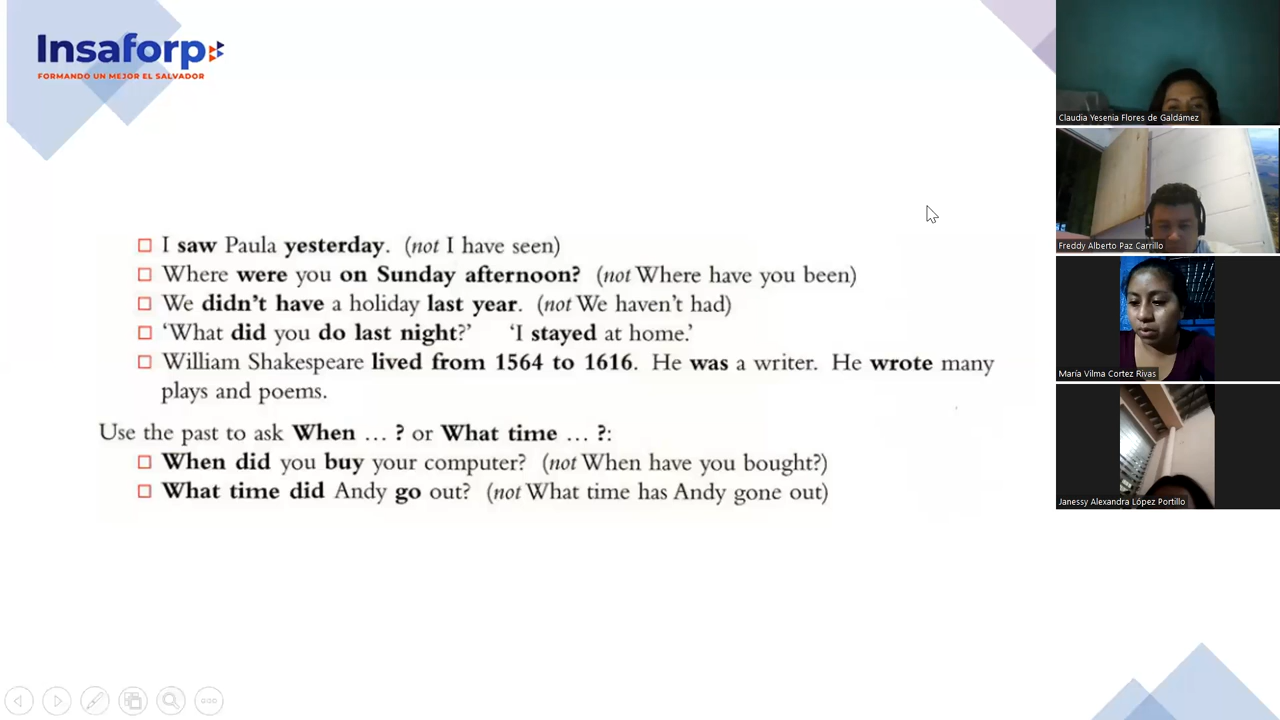 Insaforp
FORMANDO UN MEJOR EL SALVADOR
I saw Paula yesterday. (not I have seen)
Where were you on Sunday afternoon? (not Where have you been)
We didn't have a holiday last year. (not We haven't had)
'What did you do last night?' 'I stayed at home.'
William Shakespeare lived from 1564 to 1616. He was a writer. He wrote many
plays and poems.
Use the past to ask When … ? or What time … ?:
When did you buy your computer? (not When have you bought?)
What time did Andy go out? (not What time has Andy gone out)
Claudia Yesenia Flores de Galdámez
Freddy Alberto Paz Carrillo
María Vilma Cortez Rivas
Janessy Alexandra López Portillo